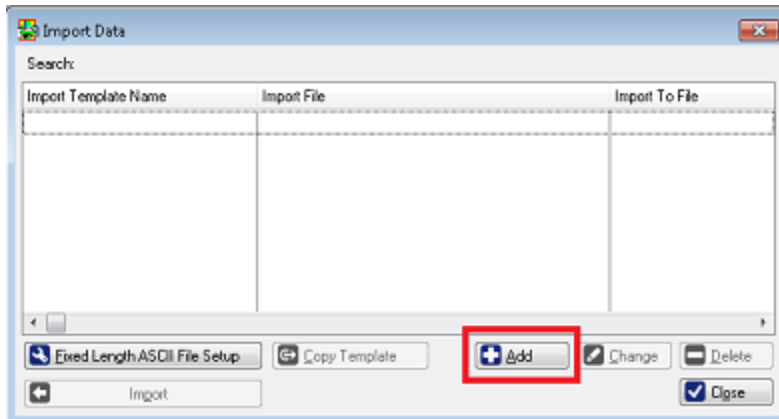 Import Data
Search:
Import Template Name Import File Import To File
Fixed Length ASCII File Setup Copy Template Add Change Delete
Import Close